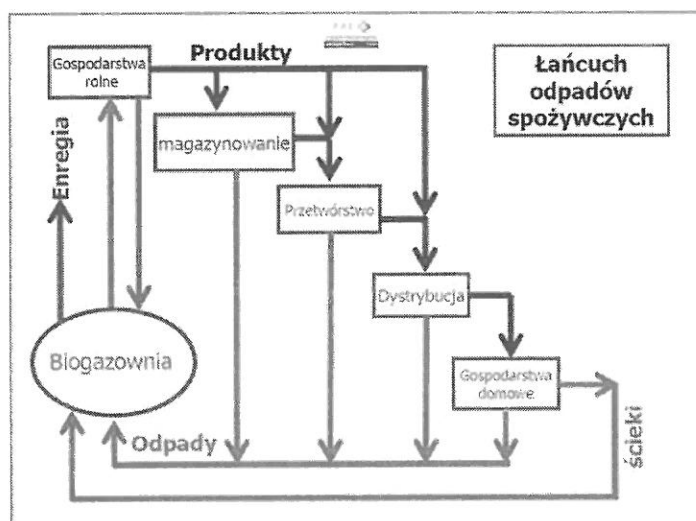 Produkty
Gospodarstwa
rolne
Łańcuch
odpadów
spożywczych
magazynowanie
Enregia
Przetwórstwo
Dystrybucja
Biogazownia
Gospodarstwa
domowe
Odpady
ścieki